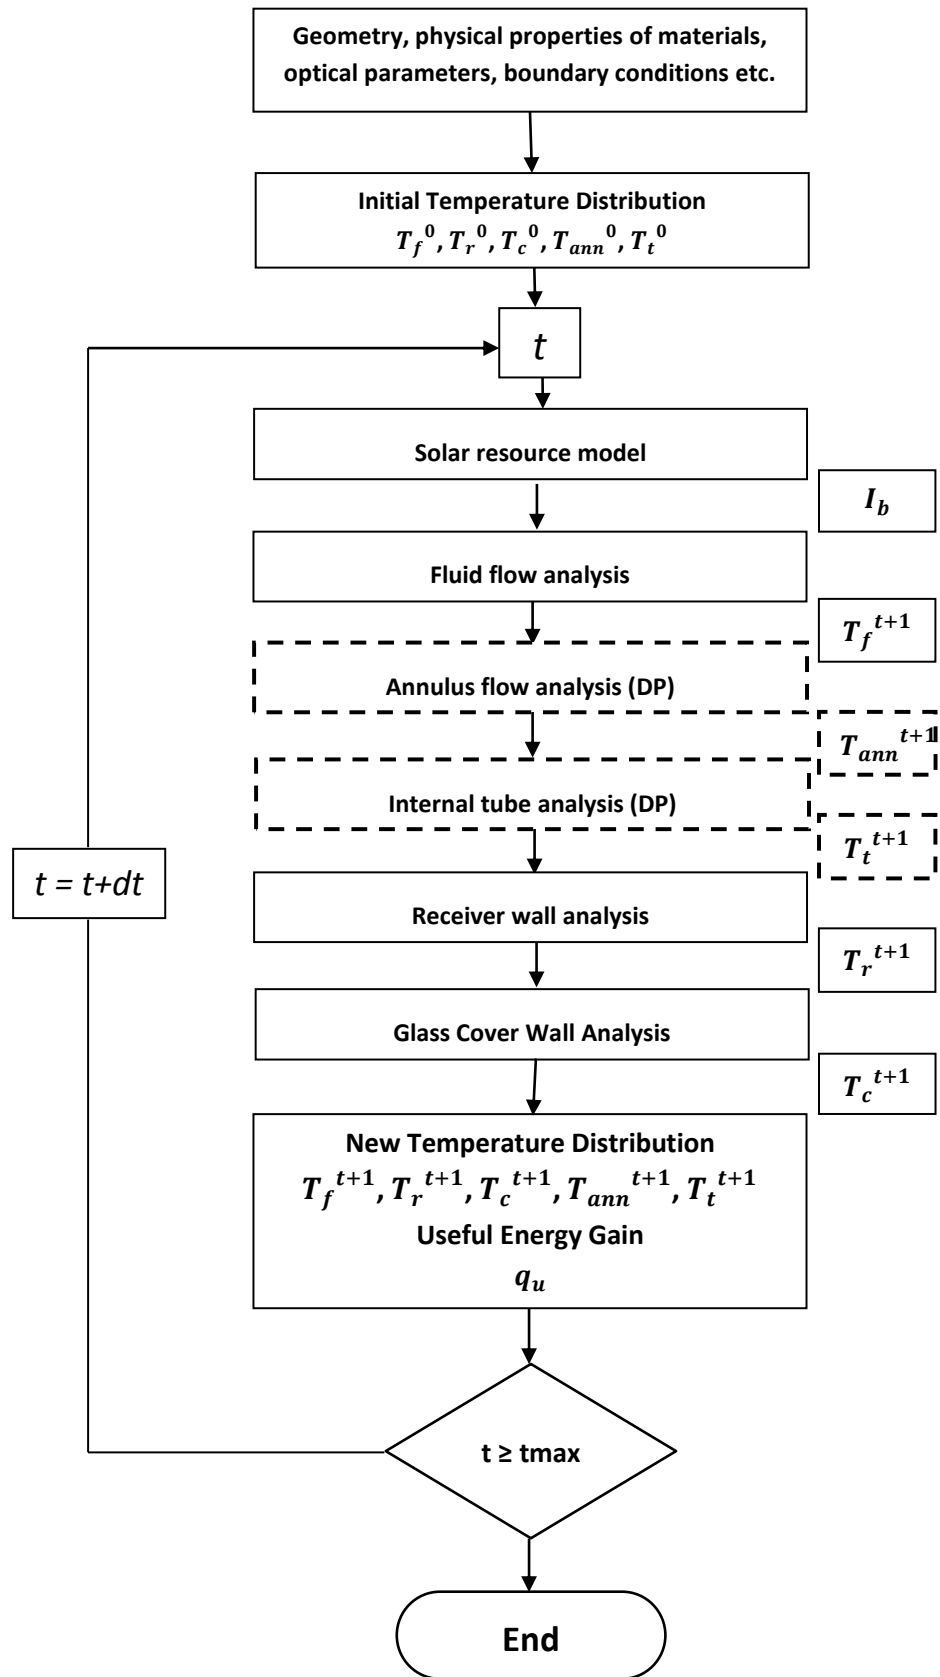 Geometry, physical properties of materials,
optical parameters, boundary conditions etc.
Initial Temperature Distribution
T_f^0, T_r^0, T_c^0, T_ann^0, T_t^0
t
Solar resource model
I_b
Fluid flow analysis
T_f^{t+1}
Annulus flow analysis (DP)
T_ann^{t+1}
Internal tube analysis (DP)
T_t^{t+1}
t = t+dt
Receiver wall analysis
T_r^{t+1}
Glass Cover Wall Analysis
T_c^{t+1}
New Temperature Distribution
T_f^{t+1}, T_r^{t+1}, T_c^{t+1}, T_ann^{t+1}, T_t^{t+1}
Useful Energy Gain
q_u
t ≥ tmax
End